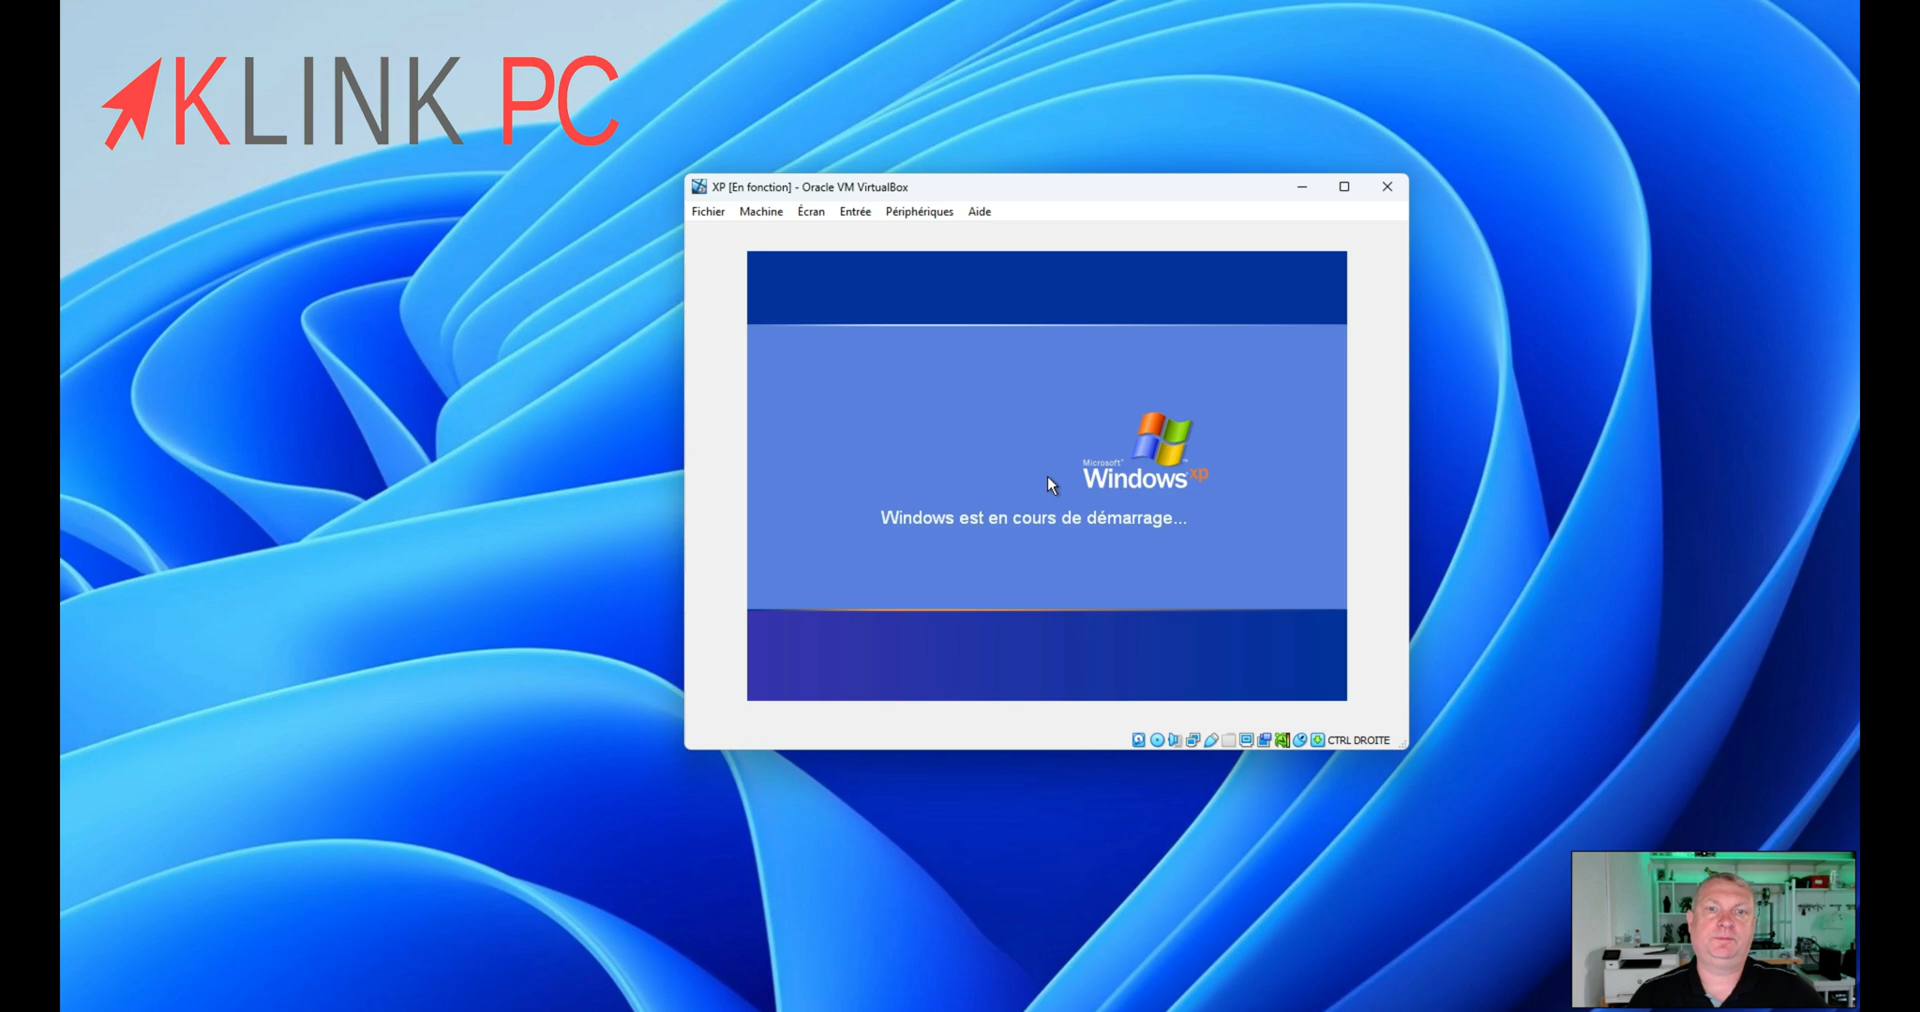 KLINK PC
XP [En fonction] - Oracle VM VirtualBox
Fichier Machine Écran Entrée Périphériques Aide
Microsoft
Windows xp
Windows est en cours de démarrage...
CTRL DROITE